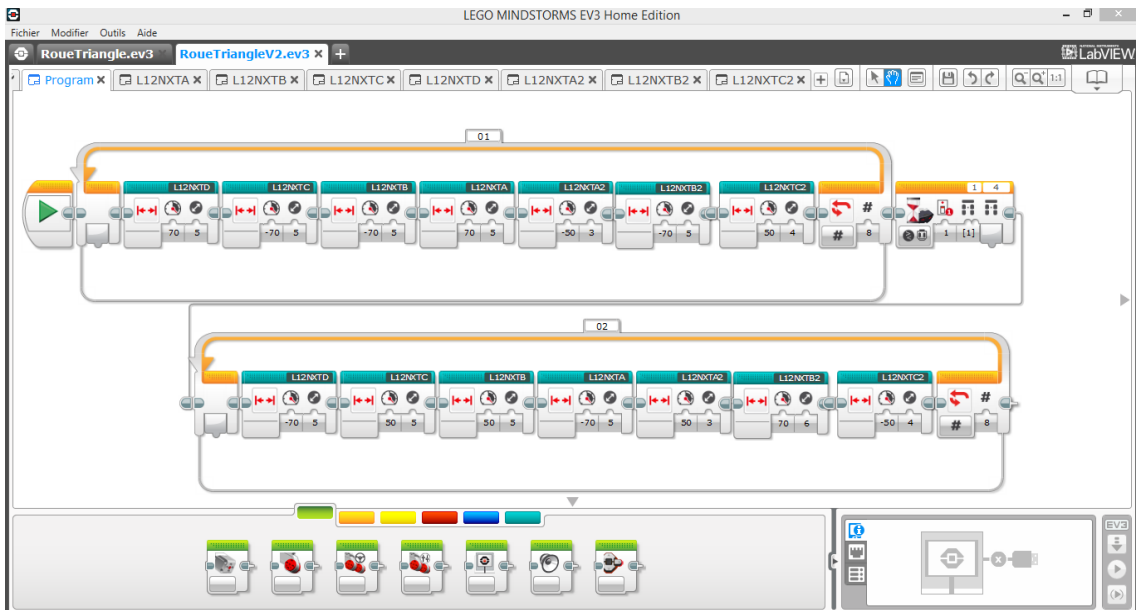 LEGO MINDSTORMS EV3 Home Edition
Fichier Modifier Outils Aide
RoueTriangle.ev3 RoueTriangleV2.ev3 × + LabVIEW
Program × L12NXTA × L12NXTB × L12NXTC × L12NXTD × L12NXTA2 × L12NXTB2 × L12NXTC2 × + 1:1
01
L12NXTD L12NXTC L12NXTB L12NXTA L12NXTA2 L12NXTB2 L12NXTC2 1 4
#
70 5 -70 5 -70 5 70 5 -50 3 -70 5 50 4 # 8 1 [1]
02
L12NXTD L12NXTC L12NXTB L12NXTA L12NXTA2 L12NXTB2 L12NXTC2
#
-70 5 50 5 50 5 -70 5 50 3 70 6 -50 4 # 8
EV3